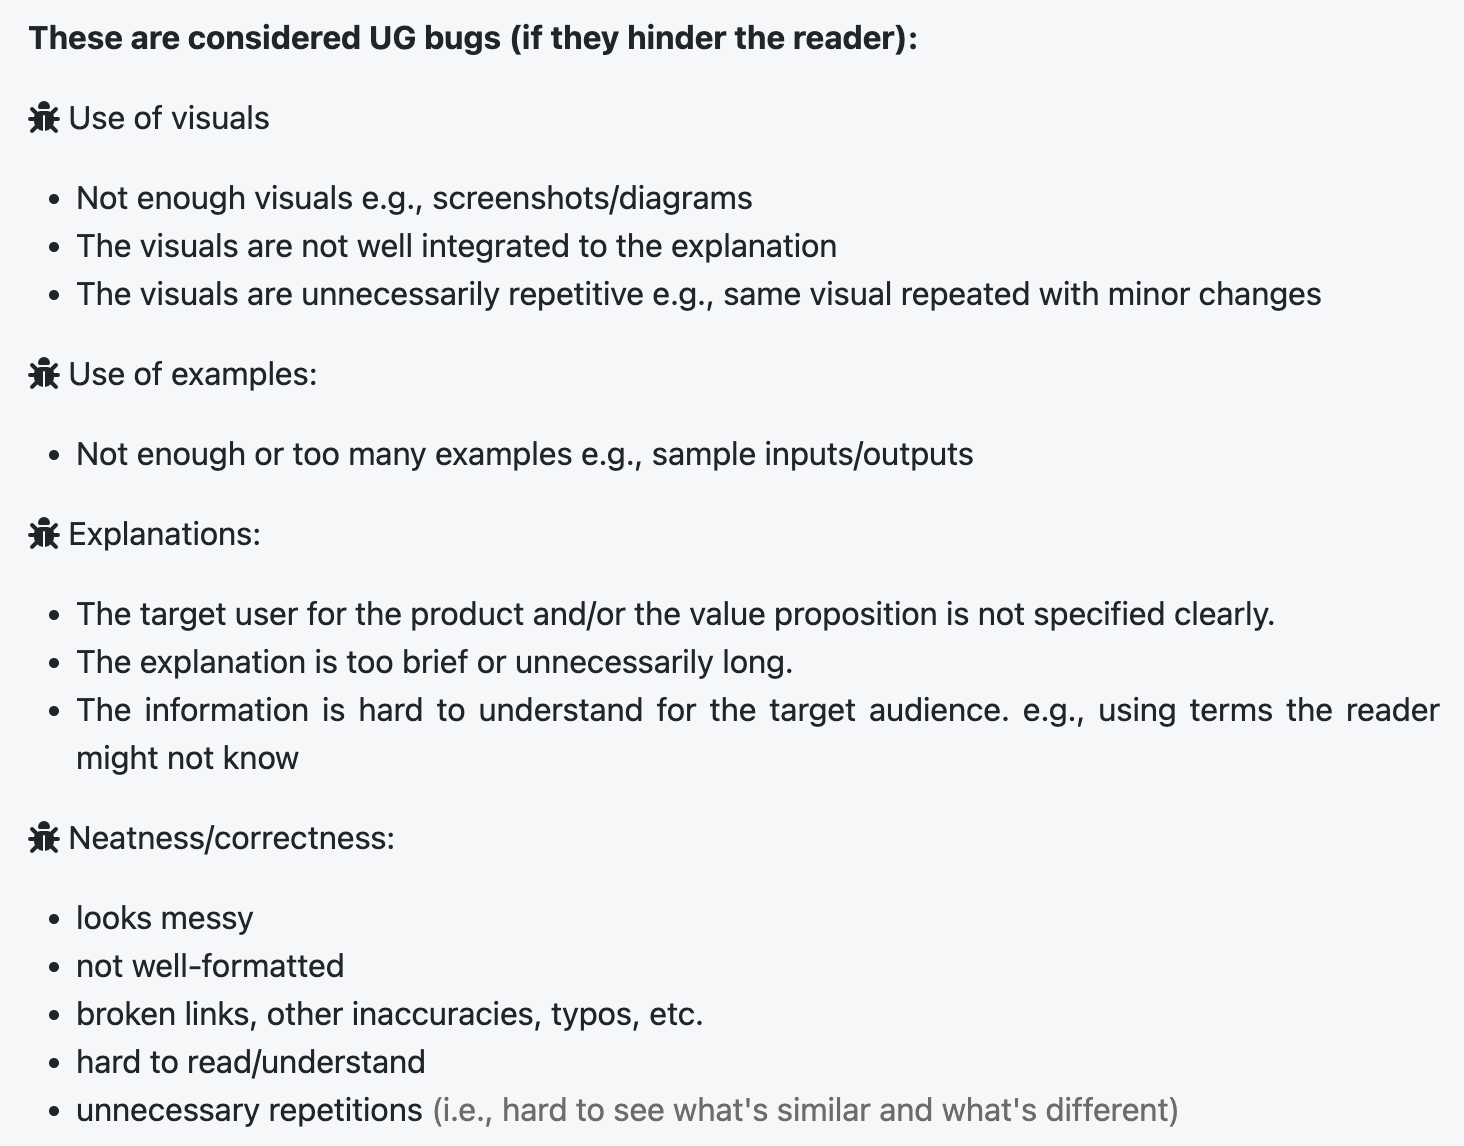 These are considered UG bugs (if they hinder the reader):
Use of visuals
• Not enough visuals e.g., screenshots/diagrams
• The visuals are not well integrated to the explanation
• The visuals are unnecessarily repetitive e.g., same visual repeated with minor changes
Use of examples:
• Not enough or too many examples e.g., sample inputs/outputs
Explanations:
• The target user for the product and/or the value proposition is not specified clearly.
• The explanation is too brief or unnecessarily long.
• The information is hard to understand for the target audience. e.g., using terms the reader
might not know
Neatness/correctness:
• looks messy
• not well-formatted
• broken links, other inaccuracies, typos, etc.
• hard to read/understand
• unnecessary repetitions (i.e., hard to see what's similar and what's different)